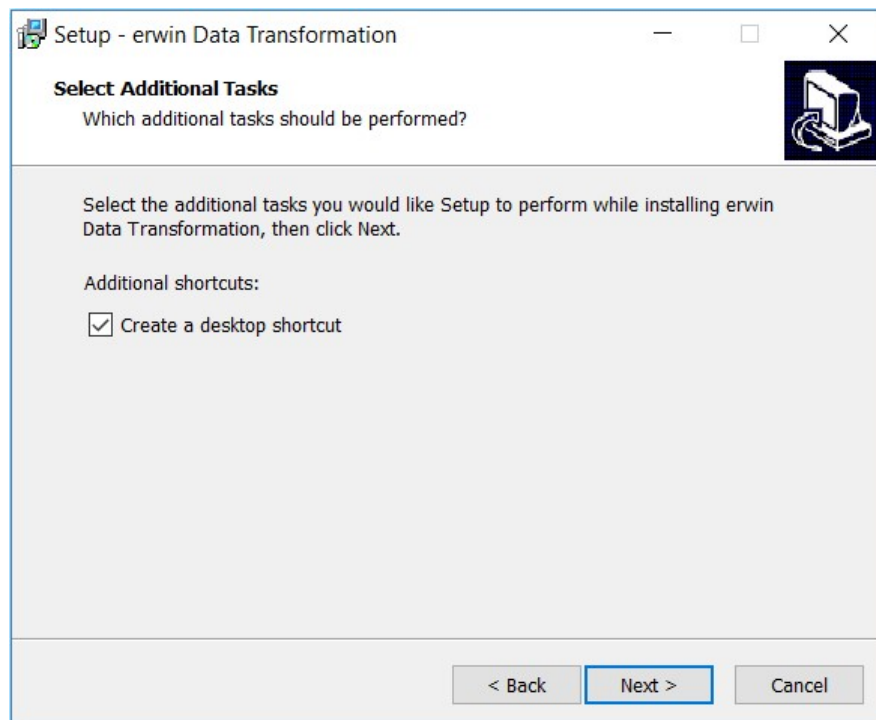 Setup - erwin Data Transformation
Select Additional Tasks
Which additional tasks should be performed?
Select the additional tasks you would like Setup to perform while installing erwin
Data Transformation, then click Next.
Additional shortcuts:
Create a desktop shortcut
< Back
Next >
Cancel